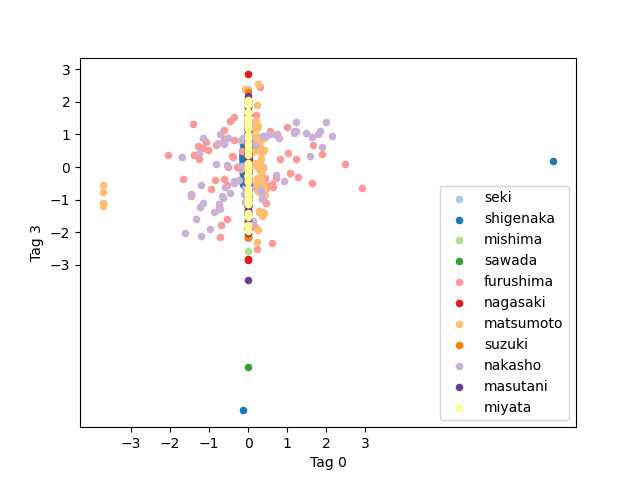 3
2
1
0
−1
−2
−3
Tag 3
−3 −2 −1 0 1 2 3
Tag 0
seki
shigenaka
mishima
sawada
furushima
nagasaki
matsumoto
suzuki
nakasho
masutani
miyata